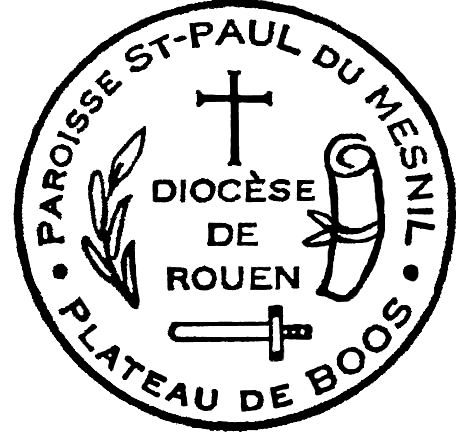 PAROISSE ST-PAUL DU MESNIL
DIOCÈSE
DE
ROUEN
PLATEAU DE BOOS